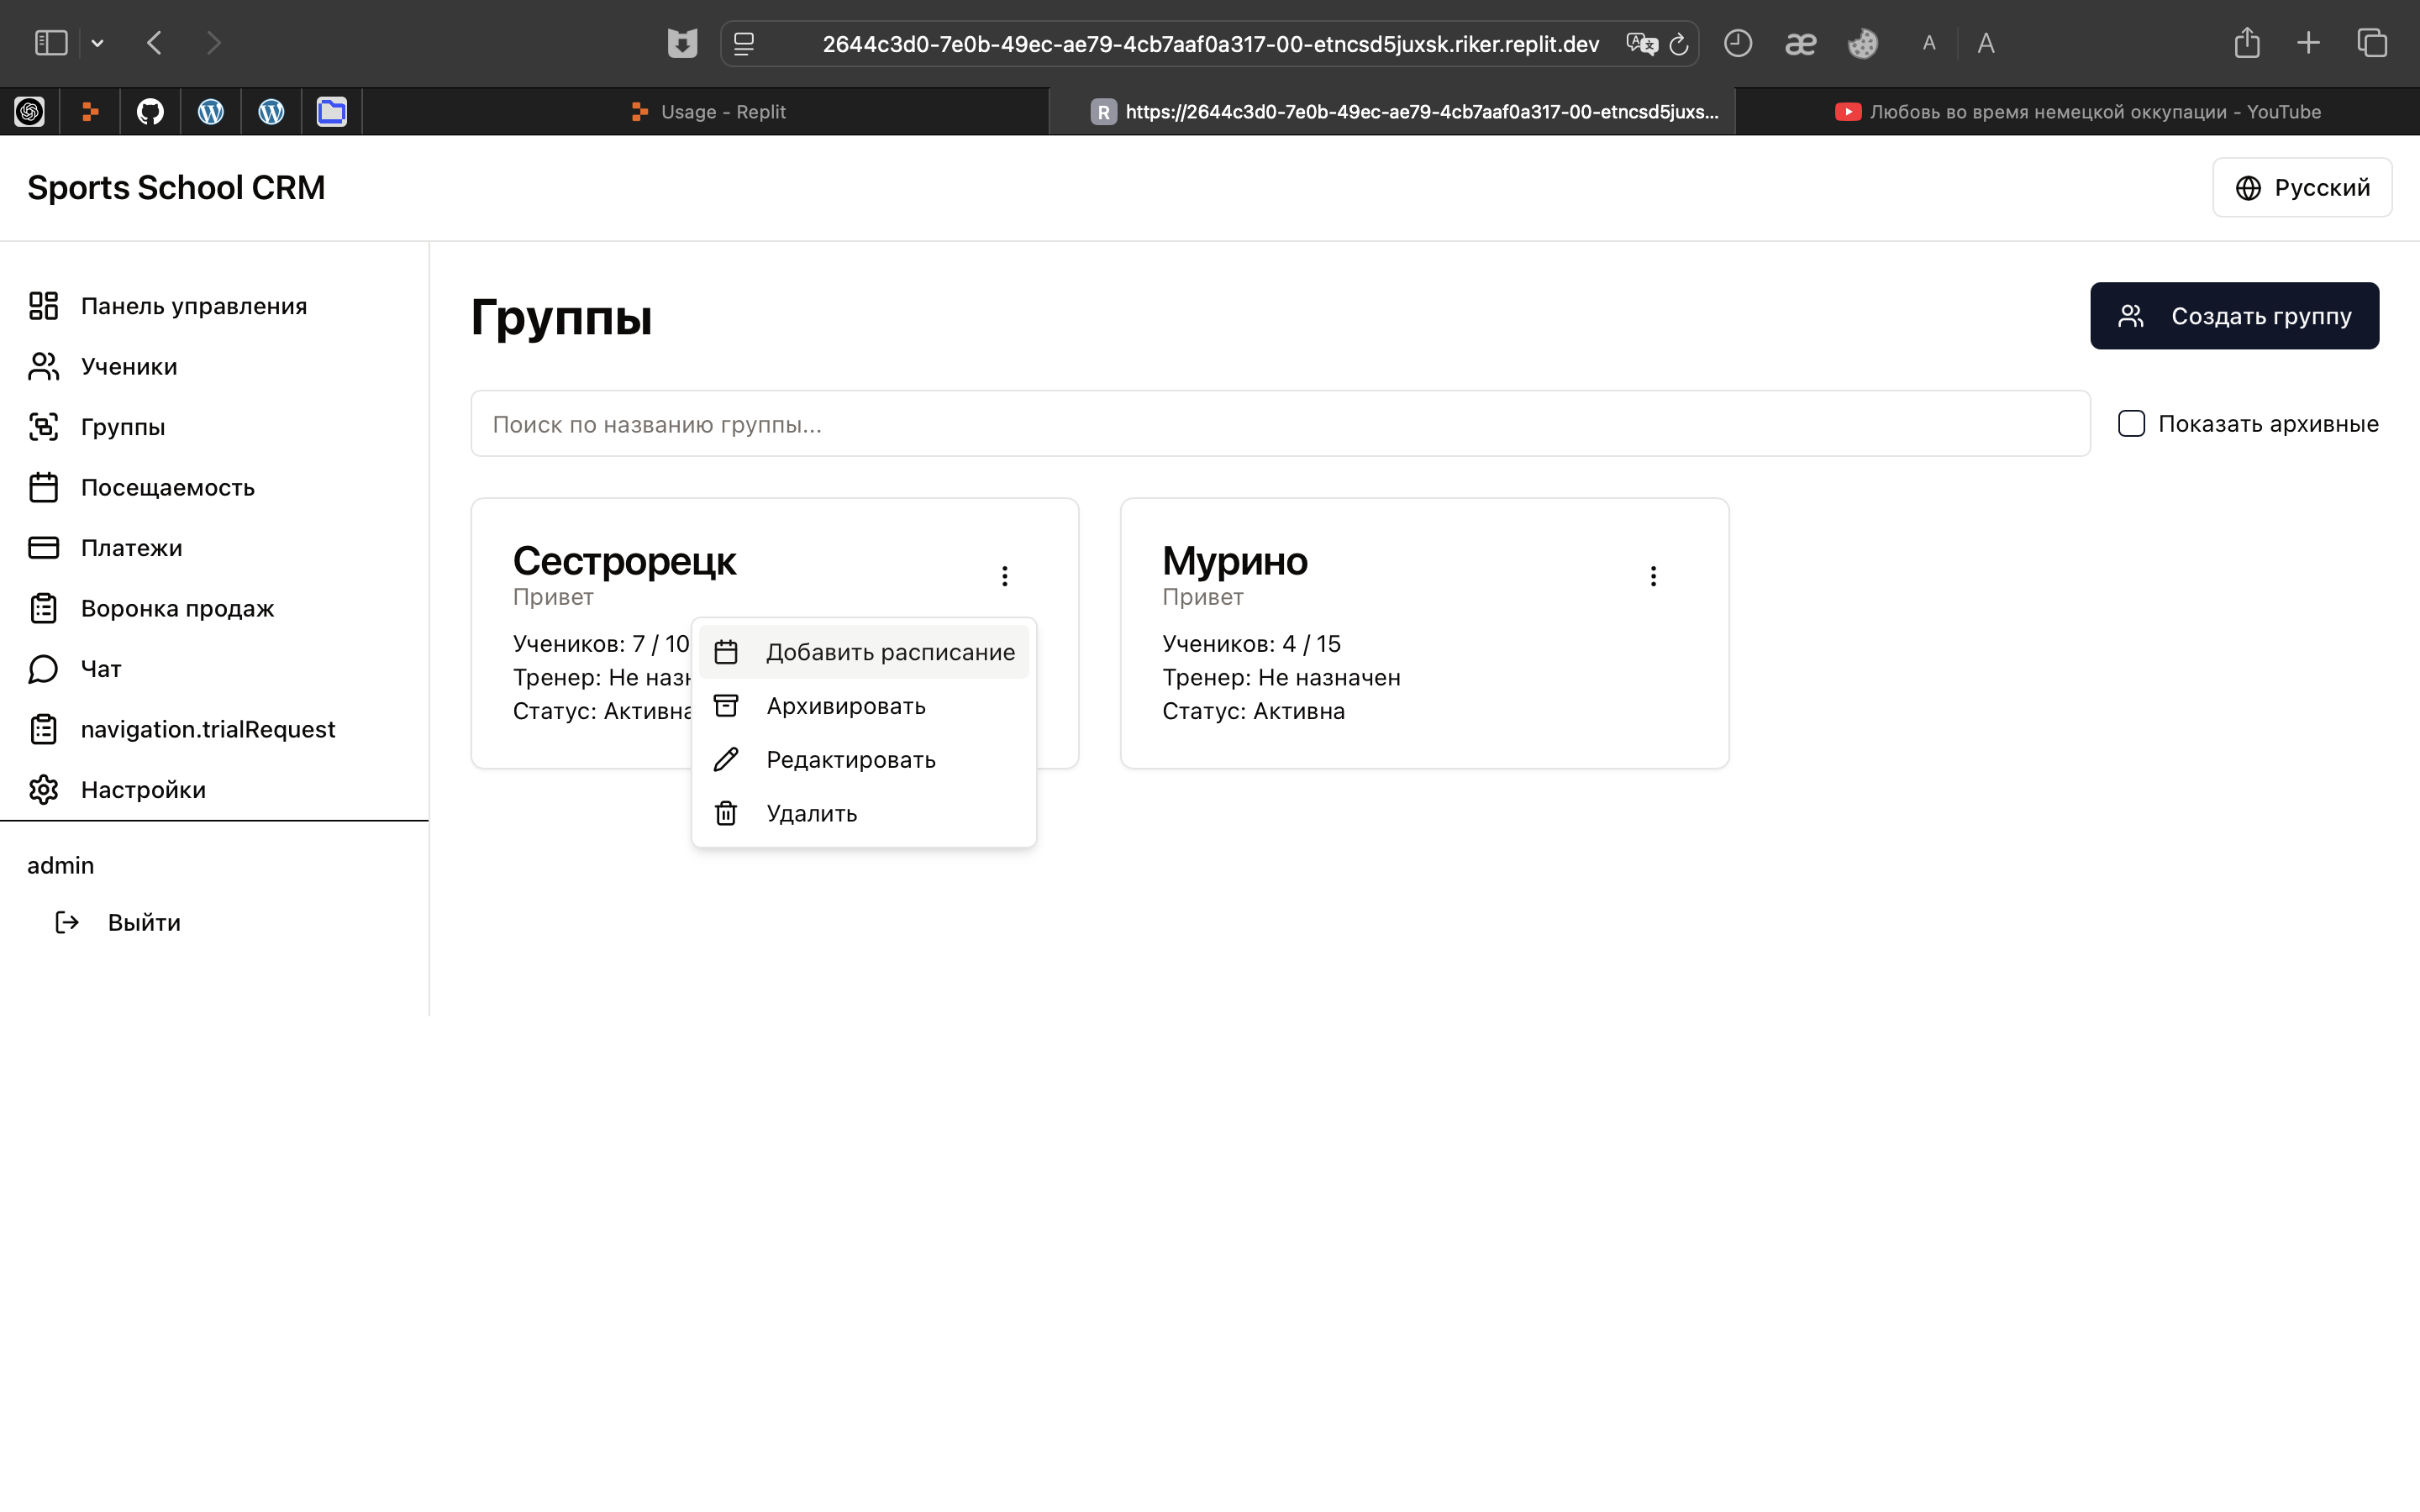 2644c3d0-7e0b-49ec-ae79-4cb7aaf0a317-00-etncsd5juxsk.riker.replit.dev
æ
A
A
Usage - Replit
R https://2644c3d0-7e0b-49ec-ae79-4cb7aaf0a317-00-etncsd5juxs...
Любовь во время немецкой оккупации - YouTube
Sports School CRM
Русский
Панель управления
Ученики
Группы
Посещаемость
Платежи
Воронка продаж
Чат
navigation.trialRequest
Настройки
admin
Выйти
Группы
Создать группу
Поиск по названию группы...
Показать архивные
Сестрорецк
Привет
Учеников: 7 / 10
Тренер: Неназ
Статус: Активна
Добавить расписание
Архивировать
Редактировать
Удалить
Мурино
Привет
Учеников: 4 / 15
Тренер: Не назначен
Статус: Активна